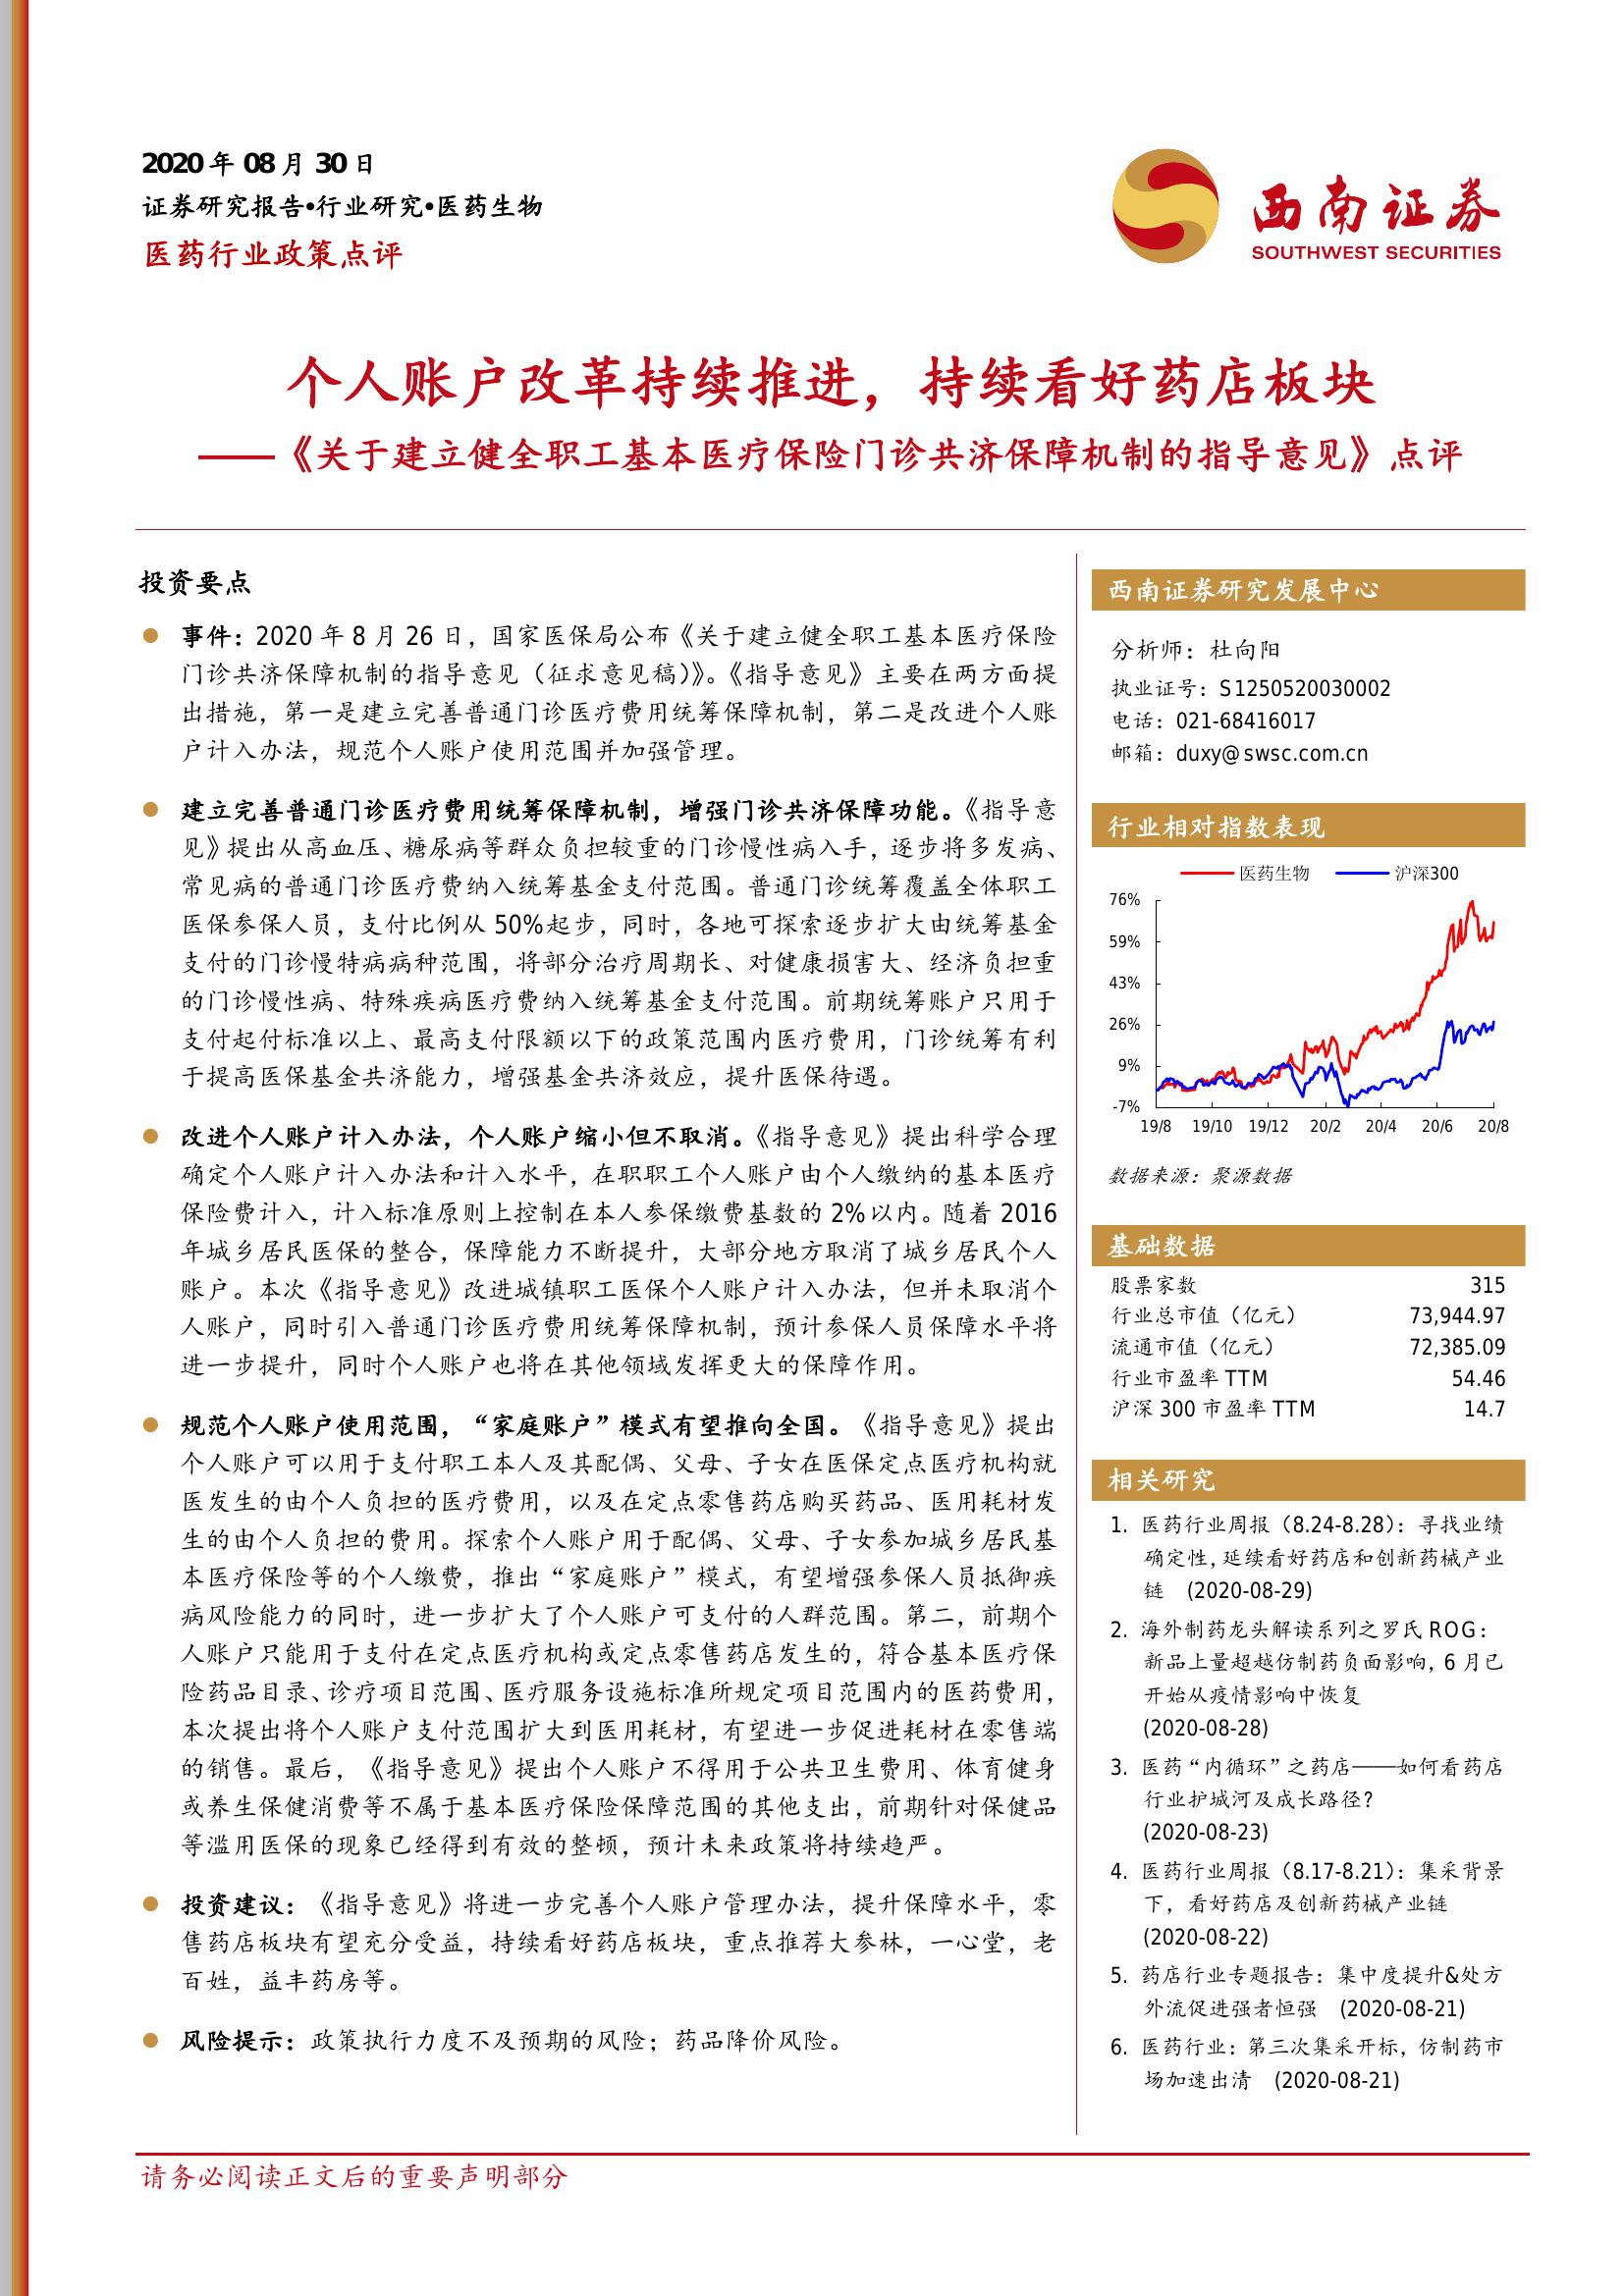 2020 年 08 月 30 日
证券研究报告•行业研究•医药生物
医药行业政策点评
西南证券
SOUTHWEST SECURITIES
个人账户改革持续推进，持续看好药店板块
——《关于建立健全职工基本医疗保险门诊共济保障机制的指导意见》点评
投资要点
事件：2020 年 8 月 26 日，国家医保局公布《关于建立健全职工基本医疗保险
门诊共济保障机制的指导意见（征求意见稿）》。《指导意见》主要在两方面提
出措施，第一是建立完善普通门诊医疗费用统筹保障机制，第二是改进个人账
户计入办法，规范个人账户使用范围并加强管理。
建立完善普通门诊医疗费用统筹保障机制，增强门诊共济保障功能。《指导意
见》提出从高血压、糖尿病等群众负担较重的门诊慢性病入手，逐步将多发病、
常见病的普通门诊医疗费纳入统筹基金支付范围。普通门诊统筹覆盖全体职工
医保参保人员，支付比例从 50%起步，同时，各地可探索逐步扩大由统筹基金
支付的门诊慢特病病种范围，将部分治疗周期长、对健康损害大、经济负担重
的门诊慢性病、特殊疾病医疗费纳入统筹基金支付范围。前期统筹账户只用于
支付起付标准以上、最高支付限额以下的政策范围内医疗费用，门诊统筹有利
于提高医保基金共济能力，增强基金共济效应，提升医保待遇。
改进个人账户计入办法，个人账户缩小但不取消。《指导意见》提出科学合理
确定个人账户计入办法和计入水平，在职职工个人账户由个人缴纳的基本医疗
保险费计入，计入标准原则上控制在本人参保缴费基数的 2%以内。随着 2016
年城乡居民医保的整合，保障能力不断提升，大部分地方取消了城乡居民个人
账户。本次《指导意见》改进城镇职工医保个人账户计入办法，但并未取消个
人账户，同时引入普通门诊医疗费用统筹保障机制，预计参保人员保障水平将
进一步提升，同时个人账户也将在其他领域发挥更大的保障作用。
规范个人账户使用范围，“家庭账户”模式有望推向全国。《指导意见》提出
个人账户可以用于支付职工本人及其配偶、父母、子女在医保定点医疗机构就
医发生的由个人负担的医疗费用，以及在定点零售药店购买药品、医用耗材发
生的由个人负担的费用。探索个人账户用于配偶、父母、子女参加城乡居民基
本医疗保险等的个人缴费，推出“家庭账户”模式，有望增强参保人员抵御疾
病风险能力的同时，进一步扩大了个人账户可支付的人群范围。第二，前期个
人账户只能用于支付在定点医疗机构或定点零售药店发生的，符合基本医疗保
险药品目录、诊疗项目范围、医疗服务设施标准所规定项目范围内的医药费用，
本次提出将个人账户支付范围扩大到医用耗材，有望进一步促进耗材在零售端
的销售。最后，《指导意见》提出个人账户不得用于公共卫生费用、体育健身
或养生保健消费等不属于基本医疗保险保障范围的其他支出，前期针对保健品
等滥用医保的现象已经得到有效的整顿，预计未来政策将持续趋严。
投资建议：《指导意见》将进一步完善个人账户管理办法，提升保障水平，零
售药店板块有望充分受益，持续看好药店板块，重点推荐大参林，一心堂，老
百姓，益丰药房等。
风险提示：政策执行力度不及预期的风险；药品降价风险。
西南证券研究发展中心
分析师：杜向阳
执业证号：S1250520030002
电话：021-68416017
邮箱：duxy@swsc.com.cn
行业相对指数表现
医药生物 沪深300
76%
59%
43%
26%
9%
-7%
19/8 19/10 19/12 20/2 20/4 20/6 20/8
数据来源：聚源数据
基础数据
股票家数 315
行业总市值（亿元） 73,944.97
流通市值（亿元） 72,385.09
行业市盈率 TTM 54.46
沪深 300 市盈率 TTM 14.7
相关研究
1. 医药行业周报（8.24-8.28）：寻找业绩
确定性，延续看好药店和创新药械产业
链 (2020-08-29)
2. 海外制药龙头解读系列之罗氏 ROG：
新品上量超越仿制药负面影响，6 月已
开始从疫情影响中恢复
(2020-08-28)
3. 医药“内循环”之药店——如何看药店
行业护城河及成长路径？
(2020-08-23)
4. 医药行业周报（8.17-8.21）：集采背景
下，看好药店及创新药械产业链
(2020-08-22)
5. 药店行业专题报告：集中度提升&处方
外流促进强者恒强 (2020-08-21)
6. 医药行业：第三次集采开标，仿制药市
场加速出清 (2020-08-21)
请务必阅读正文后的重要声明部分